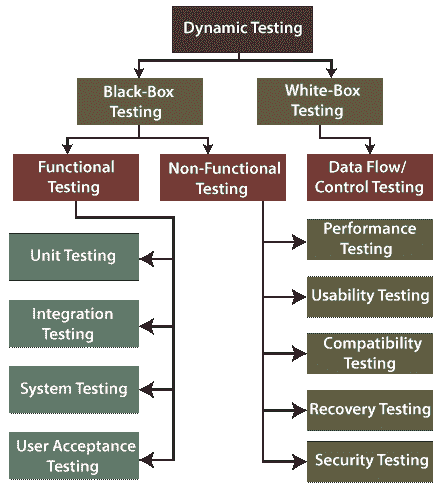 Dynamic Testing
Black-Box
Testing
White-Box
Testing
Functional
Testing
Non-Functional
Testing
Data Flow/
Control Testing
Unit Testing
Integration
Testing
System Testing
User Acceptance
Testing
Performance
Testing
Usability Testing
Compatibility
Testing
Recovery Testing
Security Testing